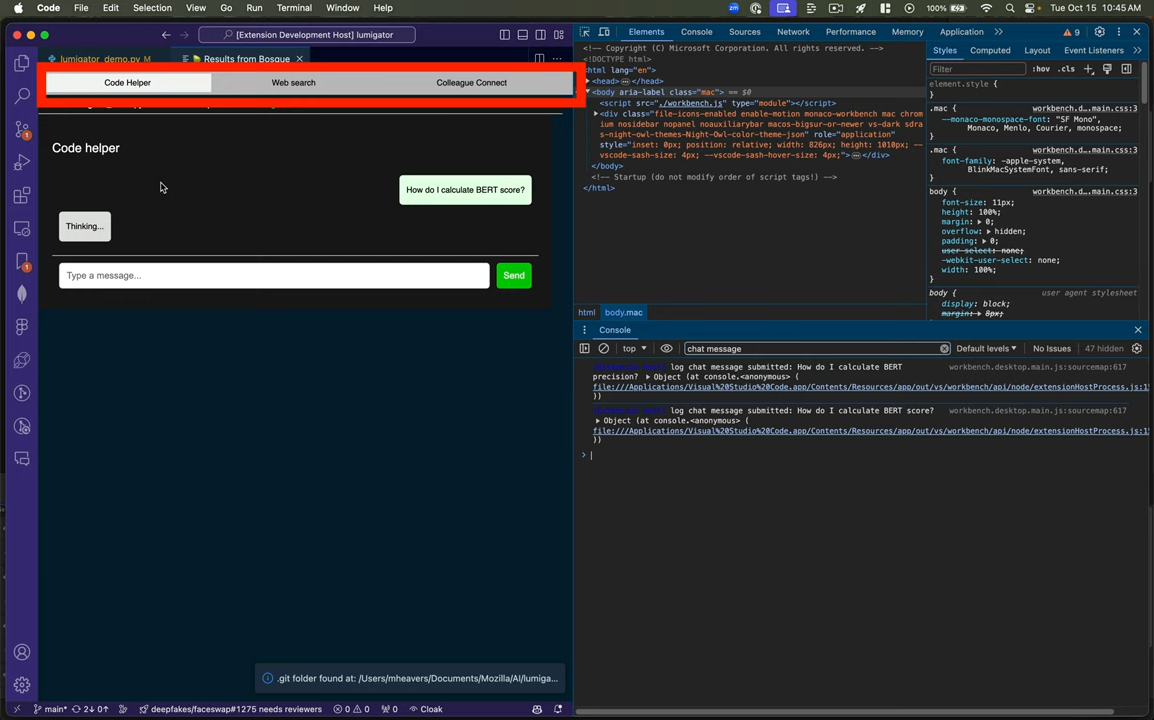 Code File Edit Selection View Go Run Terminal Window Help zm 100% Tue Oct 15 10:45 AM
[Extension Development Host] lumigator
lumigator_demo.py M Results from Bosque
Code Helper Web search Colleague Connect
Code helper
How do I calculate BERT score?
Thinking...
Type a message... Send
.git folder found at: /Users/mheavers/Documents/Mozilla/AI/lumiga...
main* 2↓ 0↑ deepfakes/faceswap#1275 needs reviewers 0 0 0 Cloak
Elements Console Sources Network Performance Memory Application 9
<!-- Copyright (C) Microsoft Corporation. All rights reserved. -->
<!DOCTYPE html>
<html lang="en">
<head> </head>
<body aria-label class="mac"> == $0
<script src="./workbench.js" type="module"></script>
<div class="file-icons-enabled enable-motion monaco-workbench mac chrom
ium nosidebar nopanel noauxiliarybar macos-bigsur-or-newer vs-dark sdra
s-night-owl-themes-Night-Owl-color-theme-json" role="application"
style="inset: 0px; position: relative; width: 826px; height: 1010px; --
vscode-sash-size: 4px; --vscode-sash-hover-size: 4px;"> </div>
</body>
<!-- Startup (do not modify order of script tags!) -->
</html>
html body.mac
Styles Computed Layout Event Listeners
Filter :hov .cls
element.style {
}
.mac { workbench.d….main.css:3
--monaco-monospace-font: "SF Mono",
Monaco, Menlo, Courier, monospace;
}
.mac { workbench.d….main.css:3
font-family: -apple-system,
BlinkMacSystemFont, sans-serif;
}
body { workbench.d….main.css:3
font-size: 11px;
height: 100%;
margin: 0;
overflow: hidden;
padding: 0;
user-select: none;
-webkit-user-select: none;
width: 100%;
}
body { user agent stylesheet
display: block;
margin: 8px;
Console
top chat message Default levels No Issues 47 hidden
log chat message submitted: How do I calculate BERT workbench.desktop.main.js:sourcemap:617
precision? Object (at console.<anonymous> (
file:///Applications/Visual%20Studio%20Code.app/Contents/Resources/app/out/vs/workbench/api/node/extensionHostProcess.js:1
))
log chat message submitted: How do I calculate BERT score? workbench.desktop.main.js:sourcemap:617
Object (at console.<anonymous> (
file:///Applications/Visual%20Studio%20Code.app/Contents/Resources/app/out/vs/workbench/api/node/extensionHostProcess.js:1
))